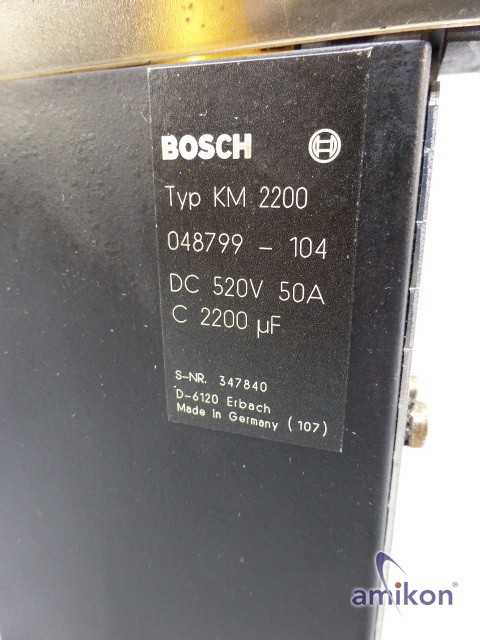 BOSCH
Typ KM 2200
048799 - 104
DC 520V 50A
C 2200 µF
S-NR. 347840
D-6120 Erbach
Made in Germany (107)
amikon®